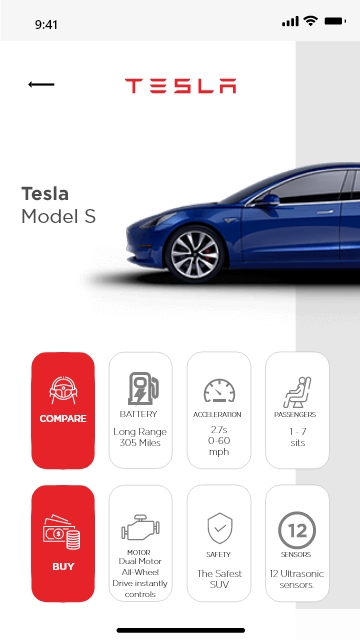 9:41
TESLA
Tesla
Model S
COMPARE
BATTERY
Long Range
305 Miles
ACCELERATION
2.7s
0-60
mph
PASSENGERS
1 - 7
sits
BUY
MOTOR
Dual Motor
All-Wheel
Drive instantly
controls
SAFETY
The Safest
SUV
12
SENSORS
12 Ultrasonic
sensors.